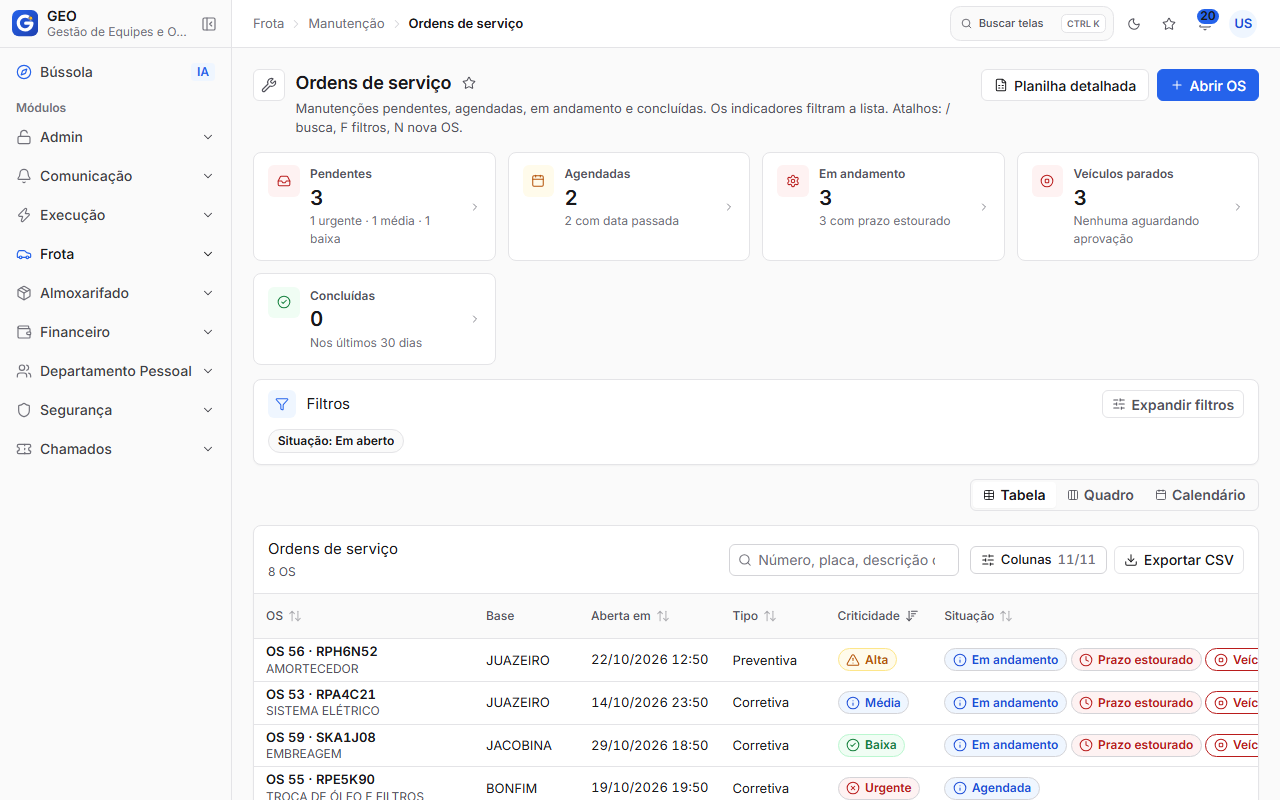 GEO
Gestão de Equipes e O...
Frota
Manutenção
Ordens de serviço
Buscar telas
CTRL K
20
US
Bússola
IA
Módulos
Admin
Comunicação
Execução
Frota
Almoxarifado
Financeiro
Departamento Pessoal
Segurança
Chamados
Ordens de serviço
Manutenções pendentes, agendadas, em andamento e concluídas. Os indicadores filtram a lista. Atalhos: /
busca, F filtros, N nova OS.
Planilha detalhada
Abrir OS
Pendentes
3
1 urgente · 1 média · 1
baixa
Agendadas
2
2 com data passada
Em andamento
3
3 com prazo estourado
Veículos parados
3
Nenhuma aguardando
aprovação
Concluídas
0
Nos últimos 30 dias
Filtros
Expandir filtros
Situação: Em aberto
Tabela
Quadro
Calendário
Ordens de serviço
8 OS
Número, placa, descrição
Colunas 11/11
Exportar CSV
OS
Base
Aberta em
Tipo
Criticidade
Situação
OS 56 · RPH6N52
AMORTECEDOR
JUAZEIRO
22/10/2026 12:50
Preventiva
Alta
Em andamento
Prazo estourado
Veíc
OS 53 · RPA4C21
SISTEMA ELÉTRICO
JUAZEIRO
14/10/2026 23:50
Corretiva
Média
Em andamento
Prazo estourado
Veíc
OS 59 · SKA1J08
EMBREAGEM
JACOBINA
29/10/2026 18:50
Corretiva
Baixa
Em andamento
Prazo estourado
Veíc
OS 55 · RPE5K90
TROCA DE ÓLEO E FILTROS
BONFIM
19/10/2026 19:50
Corretiva
Urgente
Agendada